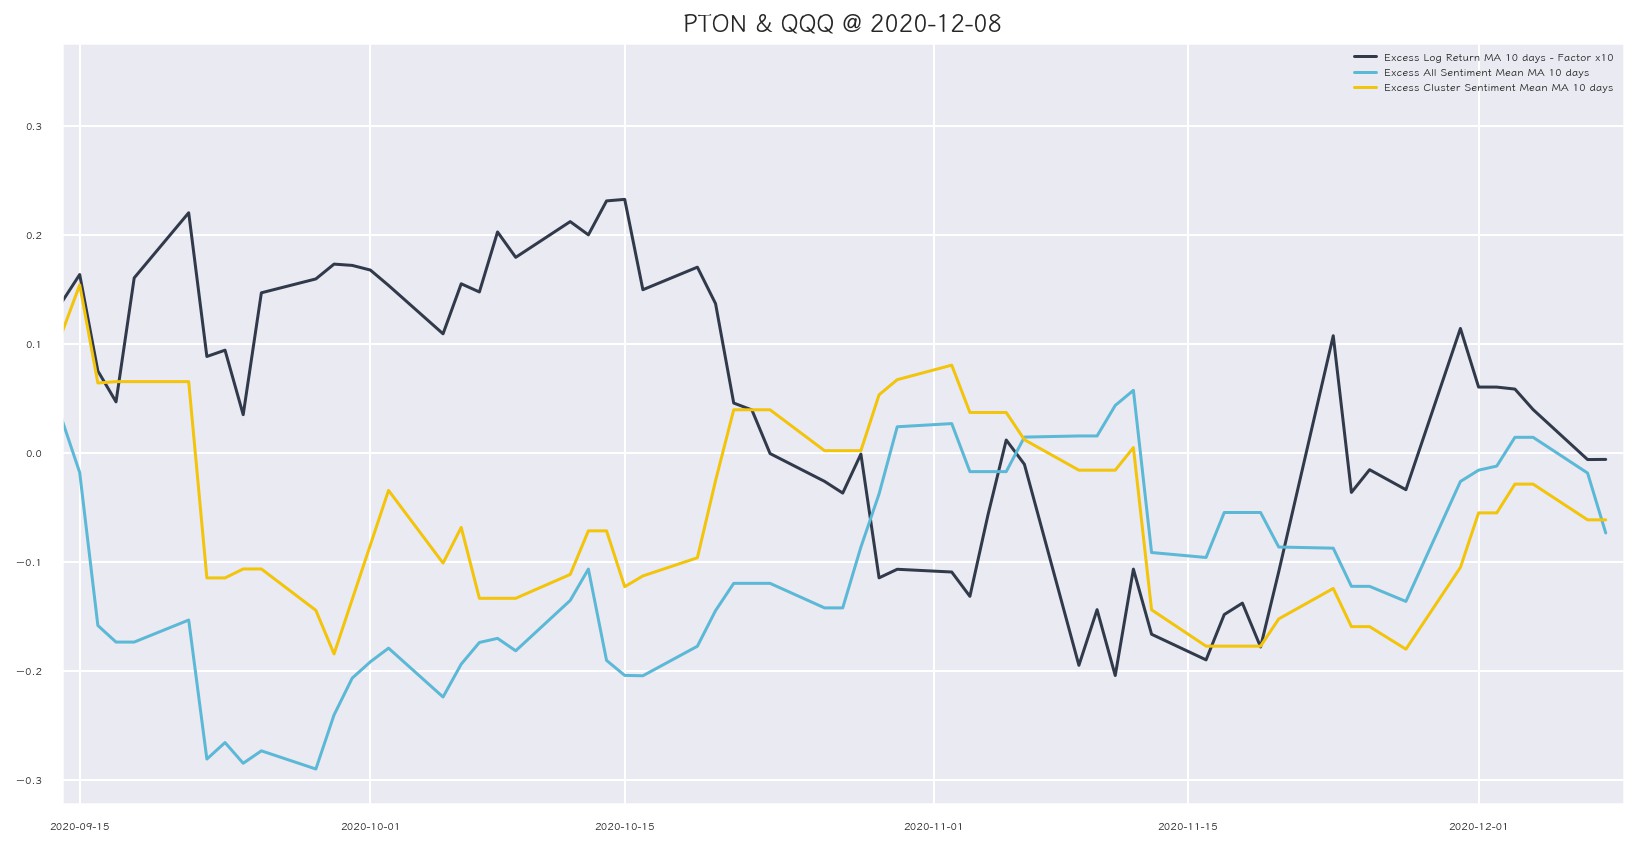 PTON & QQQ @ 2020-12-08
Excess Log Return MA 10 days - Factor x10
Excess All Sentiment Mean MA 10 days
Excess Cluster Sentiment Mean MA 10 days
0.3
0.2
0.1
0.0
−0.1
−0.2
−0.3
2020-09-15 2020-10-01 2020-10-15 2020-11-01 2020-11-15 2020-12-01